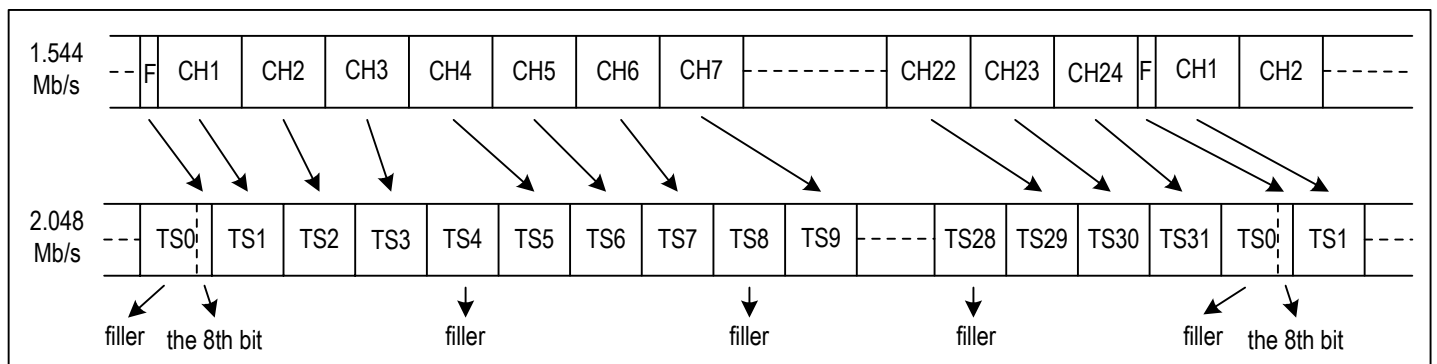 1.544 Mb/s
F CH1 CH2 CH3 CH4 CH5 CH6 CH7 CH22 CH23 CH24 F CH1 CH2
2.048 Mb/s
TS0 TS1 TS2 TS3 TS4 TS5 TS6 TS7 TS8 TS9 TS28 TS29 TS30 TS31 TS0 TS1
filler the 8th bit filler filler filler filler the 8th bit